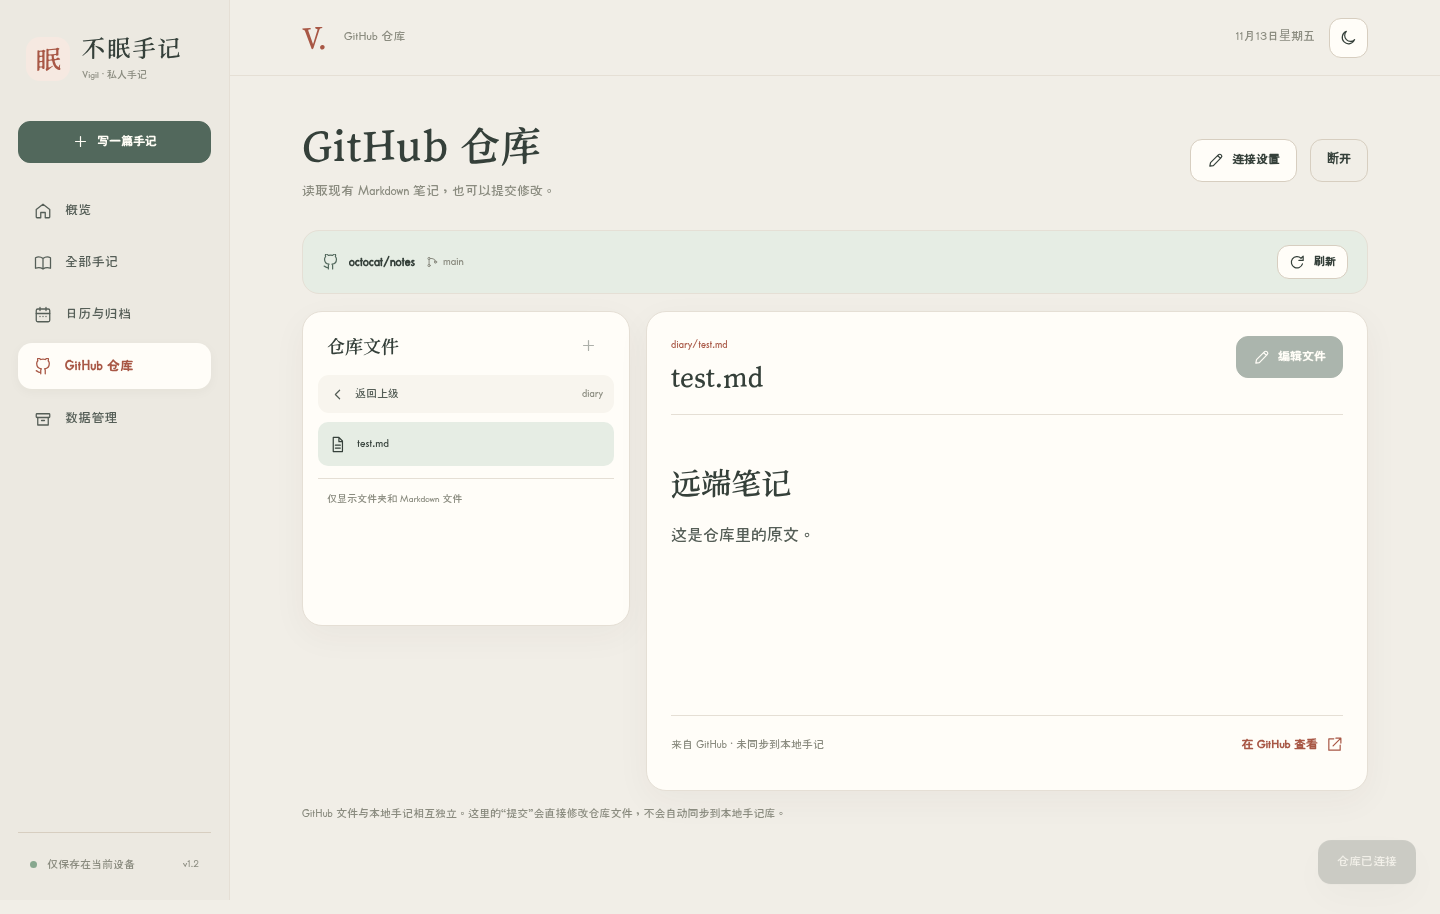 眠
不眠手记
Vigil · 私人手记
写一篇手记
概览
全部手记
日历与归档
GitHub 仓库
数据管理
仅保存在当前设备
v1.2
V.
GitHub 仓库
11月13日星期五
GitHub 仓库
读取现有 Markdown 笔记，也可以提交修改。
连接设置
断开
octocat/notes
main
刷新
仓库文件
返回上级
diary
test.md
仅显示文件夹和 Markdown 文件
diary/test.md
test.md
编辑文件
远端笔记
这是仓库里的原文。
来自 GitHub · 未同步到本地手记
在 GitHub 查看
GitHub 文件与本地手记相互独立。这里的“提交”会直接修改仓库文件，不会自动同步到本地手记库。
仓库已连接